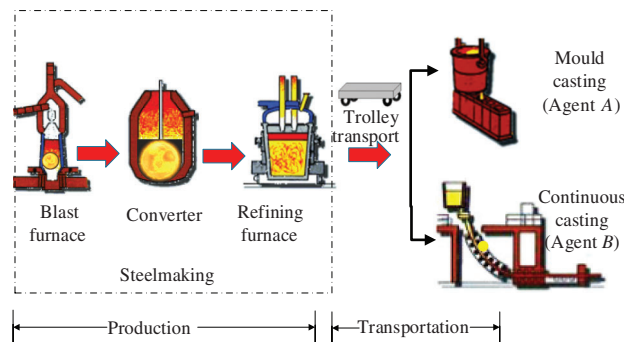 Blast
furnace
Converter
Refining
furnace
Steelmaking
Trolley
transport
Mould
casting
(Agent A)
Continuous
casting
(Agent B)
Production
Transportation